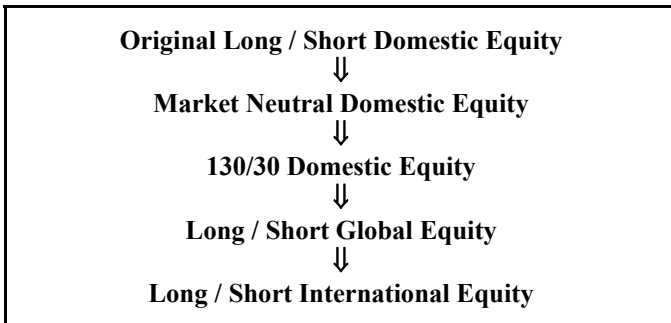 Original Long / Short Domestic Equity
⇓
Market Neutral Domestic Equity
⇓
130/30 Domestic Equity
⇓
Long / Short Global Equity
⇓
Long / Short International Equity